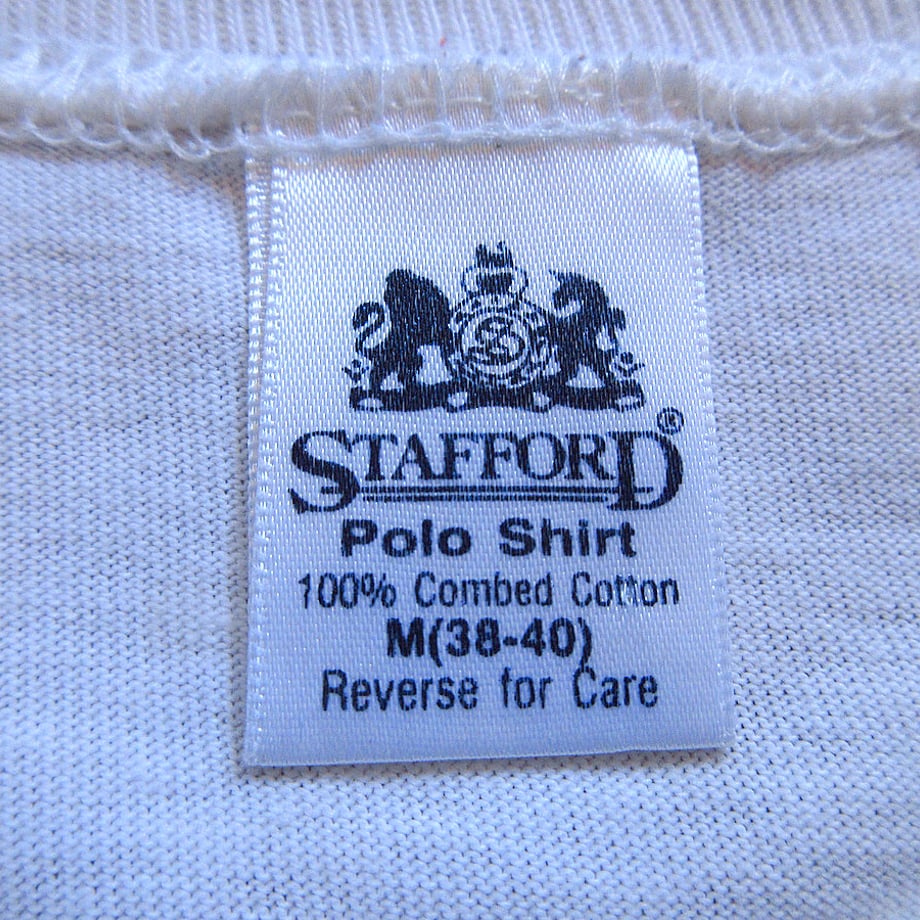 S
STAFFORD®
Polo Shirt
100% Combed Cotton
M(38-40)
Reverse for Care